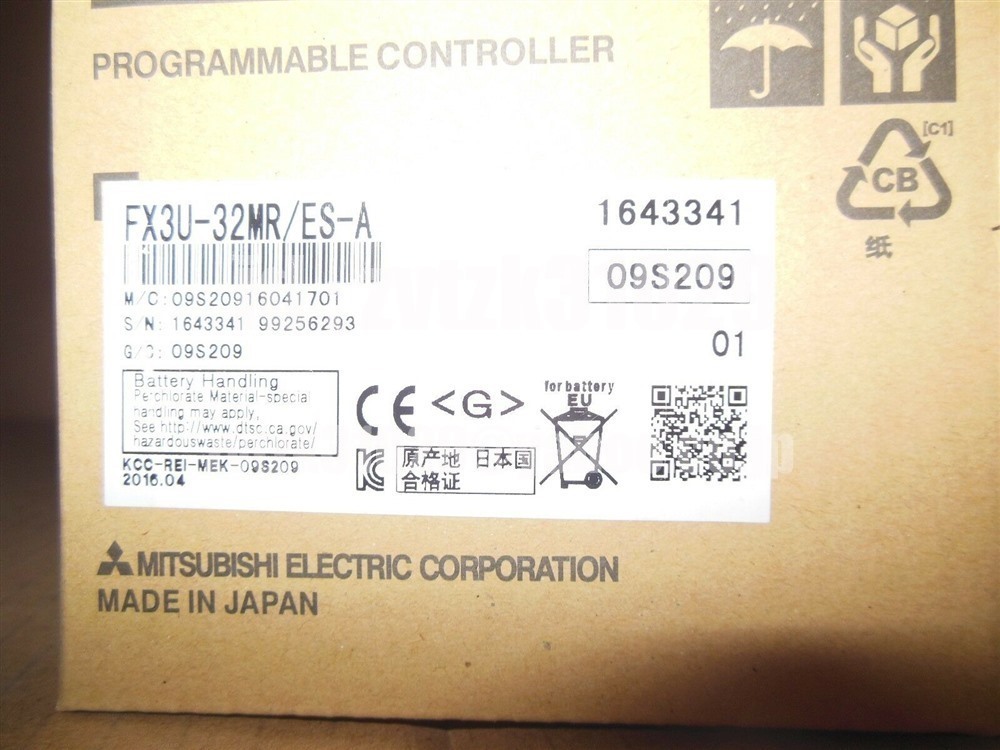 PROGRAMMABLE CONTROLLER
[C1]
CB
纸
FX3U-32MR/ES-A
1643341
09S209
M/C:09S20916041701
S/N: 1643341 99256293
G/C: 09S209
01
Battery Handling
Perchlorate Material-special
handling may apply,
See http://www.dtsc.ca.gov/
hazardouswaste/perchlorate/
KCC-REI-MEK-09S209
2016.04
CE <G>
for battery
EU
原产地 日本国
合格证
MITSUBISHI ELECTRIC CORPORATION
MADE IN JAPAN